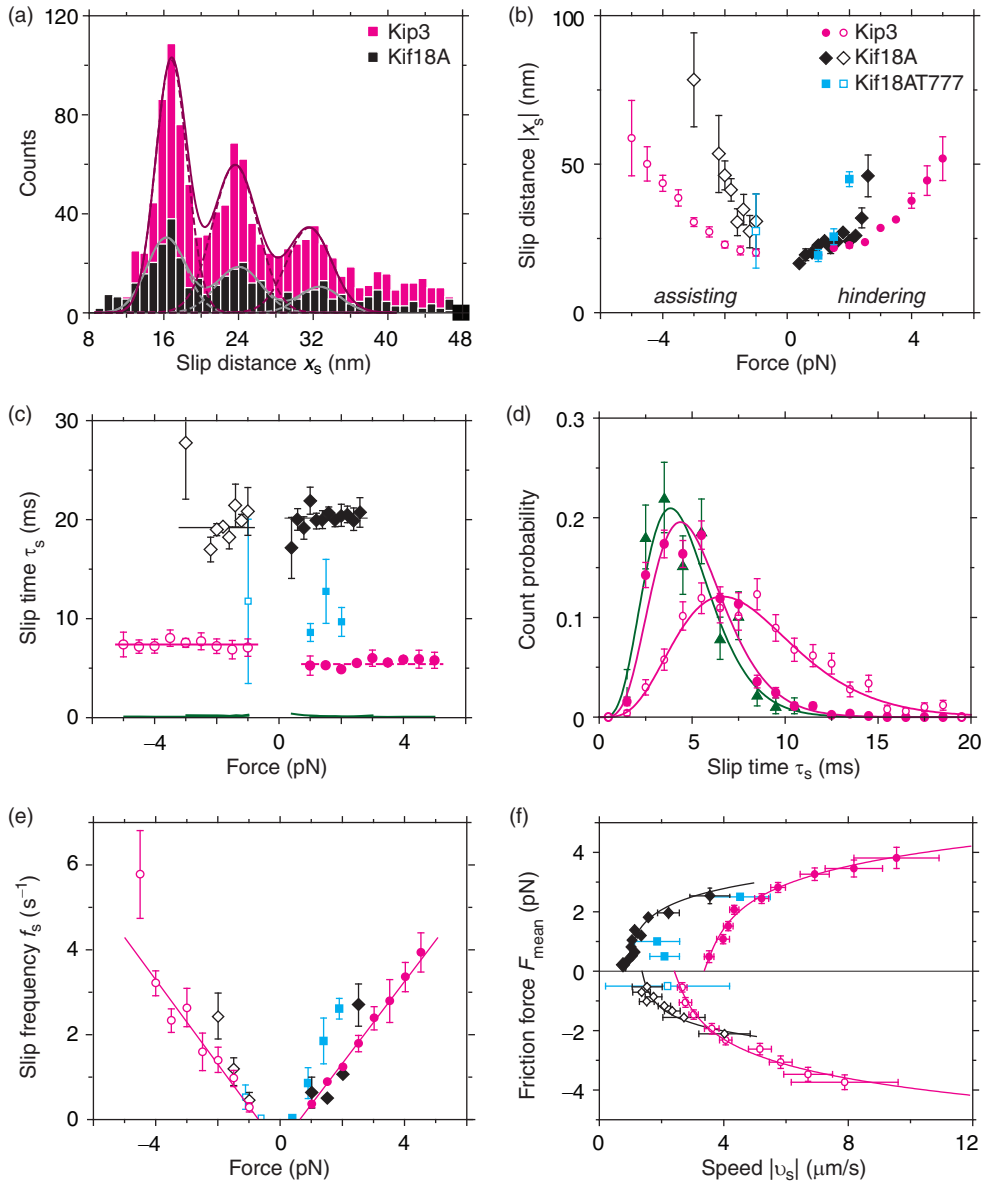 (a)
Kip3
Kif18A
Counts
120
80
40
0
8 16 24 32 40 48
Slip distance xs (nm)
(b)
Kip3
Kif18A
Kif18AT777
Slip distance |xs| (nm)
100
50
0
assisting hindering
−4 0 4
Force (pN)
(c)
Slip time τs (ms)
30
20
10
0
−4 0 4
Force (pN)
(d)
Count probability
0.3
0.2
0.1
0
0 5 10 15 20
Slip time τs (ms)
(e)
Slip frequency fs (s−1)
8
6
4
2
0
−4 0 4
Force (pN)
(f)
Friction force Fmean (pN)
4
2
0
−2
−4
0 4 8 12
Speed |υs| (μm/s)